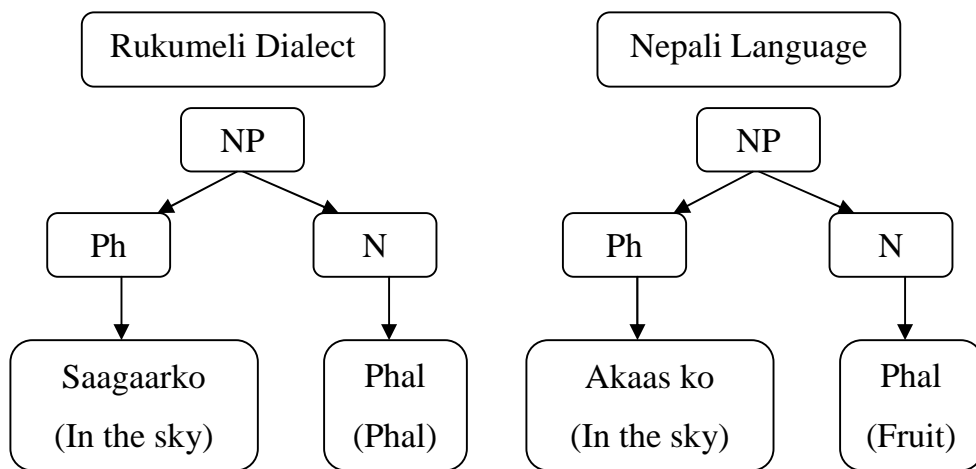 Rukumeli Dialect
Nepali Language
NP
NP
Ph
N
Ph
N
Saagaarko
(In the sky)
Phal
(Phal)
Akaas ko
(In the sky)
Phal
(Fruit)